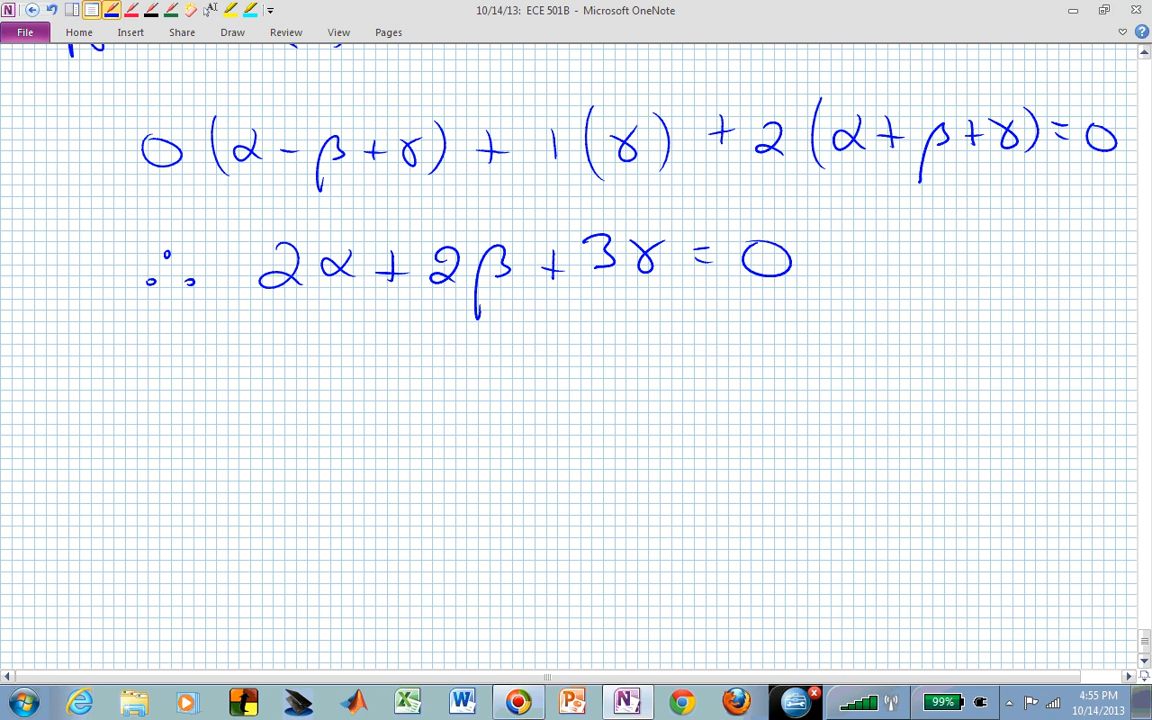 10/14/13: ECE 501B - Microsoft OneNote
File Home Insert Share Draw Review View Pages
0 (α - β + γ) + 1 (γ) + 2 (α + β + γ) = 0
∴ 2α + 2β + 3γ = 0
99%
4:55 PM
10/14/2013